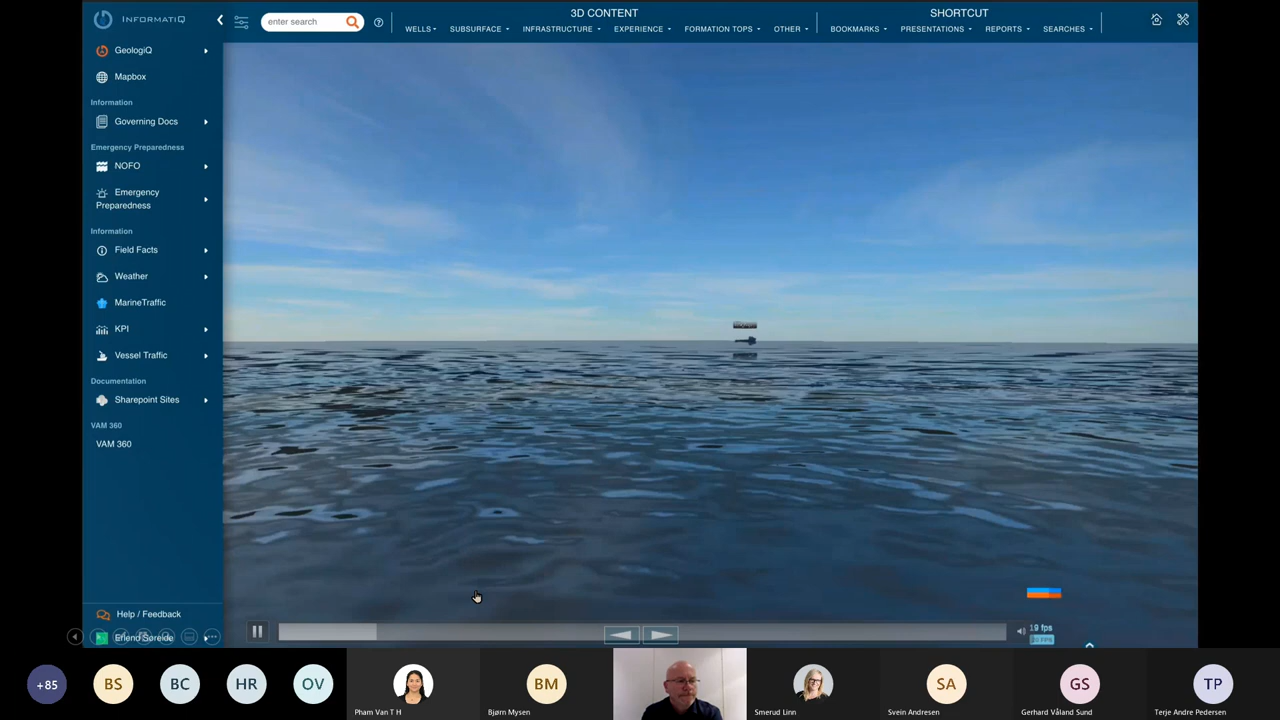 INFORMATIQ
enter search
3D CONTENT
SHORTCUT
WELLS
SUBSURFACE
INFRASTRUCTURE
EXPERIENCE
FORMATION TOPS
OTHER
BOOKMARKS
PRESENTATIONS
REPORTS
SEARCHES
GeologiQ
Mapbox
Information
Governing Docs
Emergency Preparedness
NOFO
Emergency
Preparedness
Information
Field Facts
Weather
MarineTraffic
KPI
Vessel Traffic
Documentation
Sharepoint Sites
VAM 360
VAM 360
Help / Feedback
Erlend Søreide
19 fps
+85
BS
BC
HR
OV
Pham Van T H
BM
Bjørn Mysen
Smerud Linn
SA
Svein Andresen
GS
Gerhard Våland Sund
TP
Terje Andre Pedersen